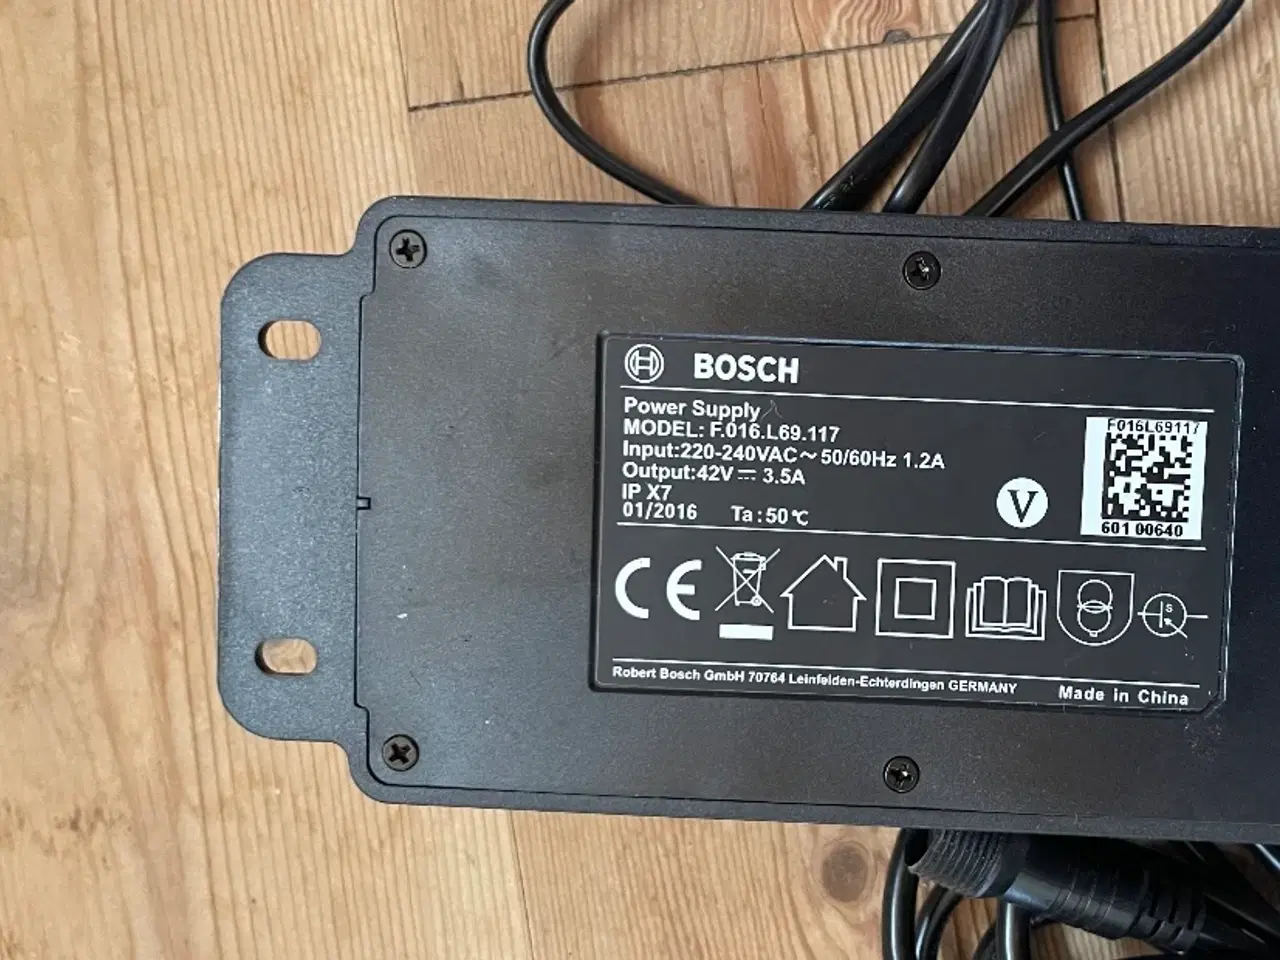 BOSCH
Power Supply
MODEL: F.016.L69.117
Input:220-240VAC~50/60Hz 1.2A
Output:42V⎓3.5A
IP X7
01/2016 Ta:50℃
V
F016L69117
601 00640
CE
S
Robert Bosch GmbH 70764 Leinfelden-Echterdingen GERMANY
Made in China